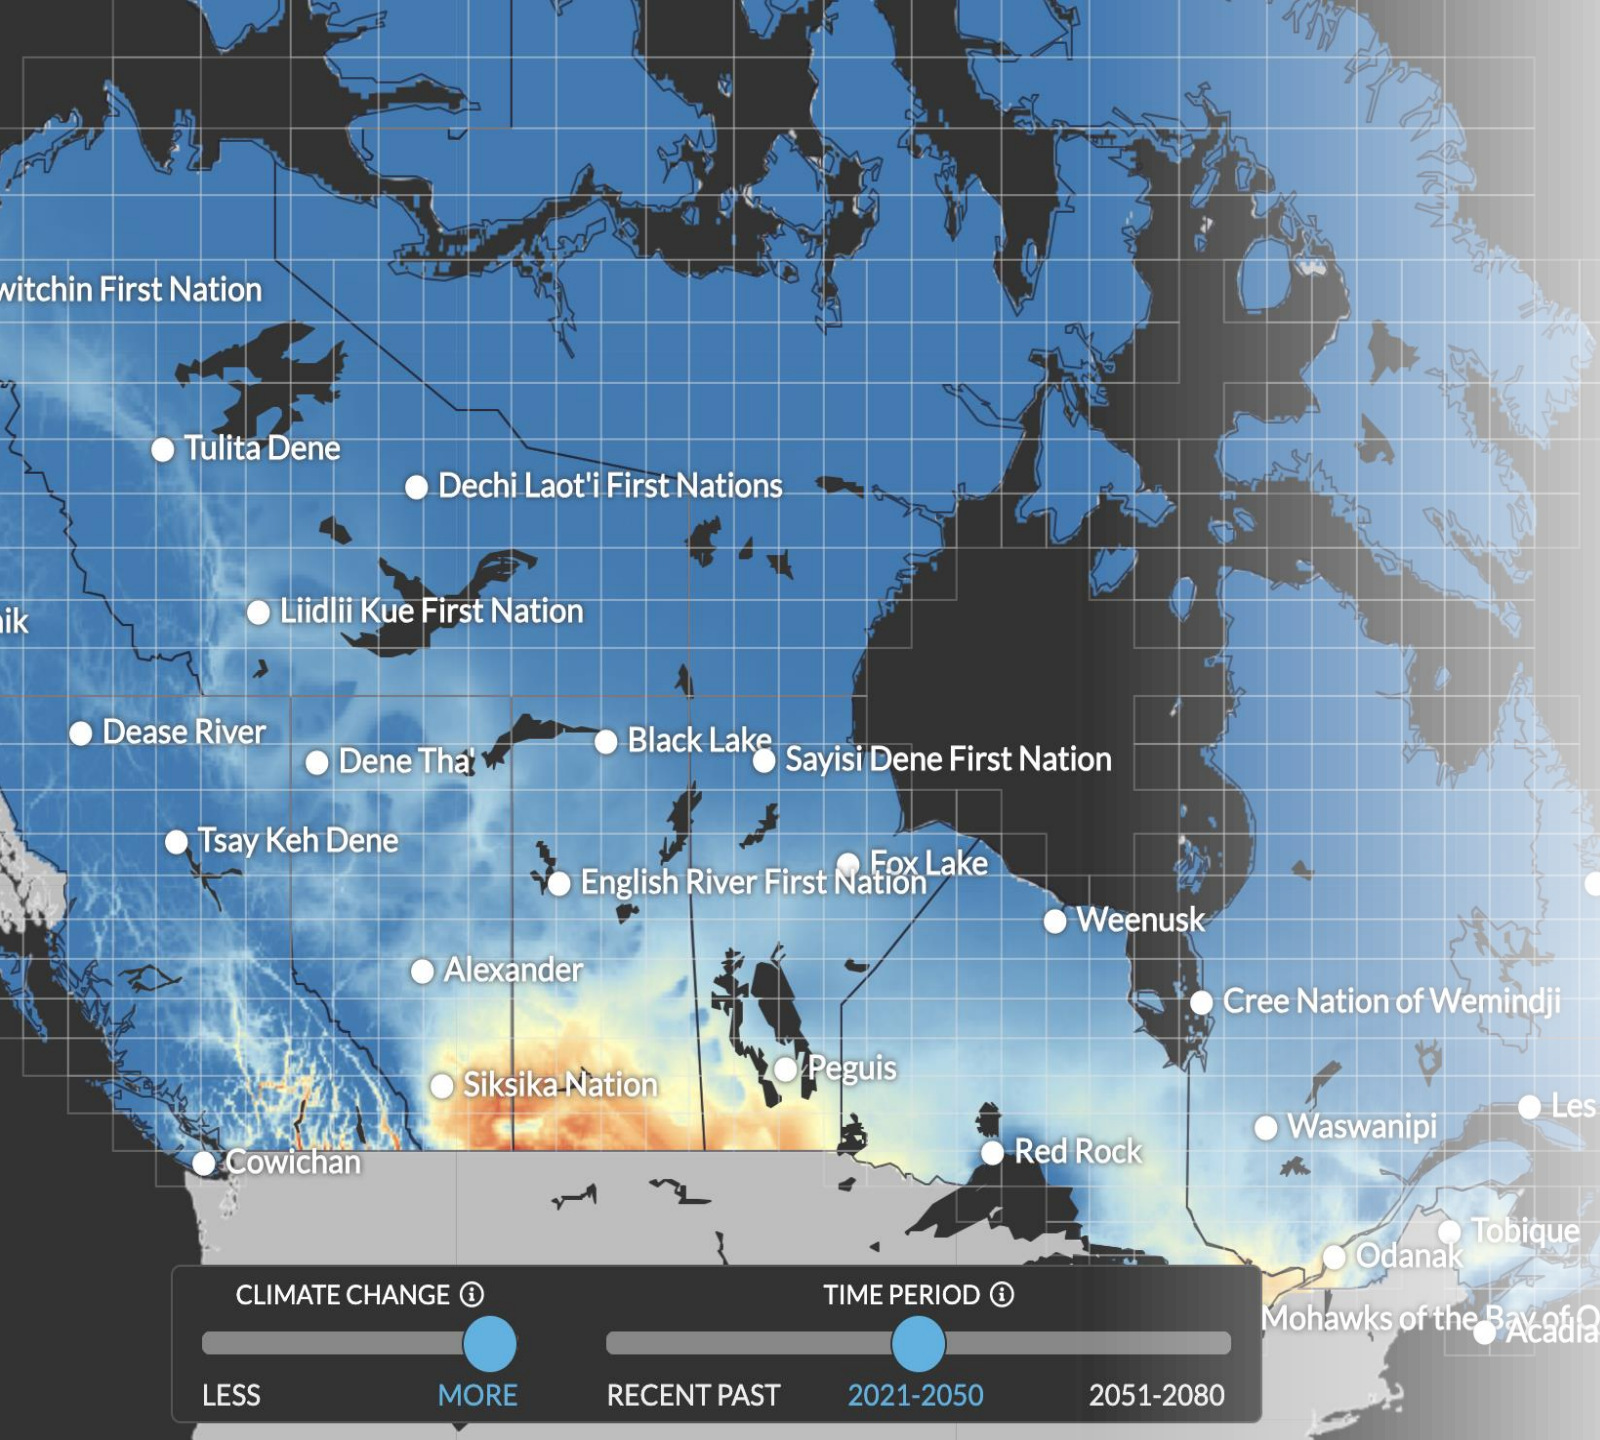 witchin First Nation
Tulita Dene
Dechi Laot'i First Nations
Liidlii Kue First Nation
ik
Dease River
Dene Tha'
Black Lake
Sayisi Dene First Nation
Tsay Keh Dene
Fox Lake
English River First Nation
Weenusk
Alexander
Cree Nation of Wemindji
Peguis
Siksika Nation
Les
Waswanipi
Red Rock
Cowichan
Tobique
Odanak
Mohawks of the Bay of Q
Acadia
CLIMATE CHANGE
TIME PERIOD
LESS
MORE
RECENT PAST
2021-2050
2051-2080